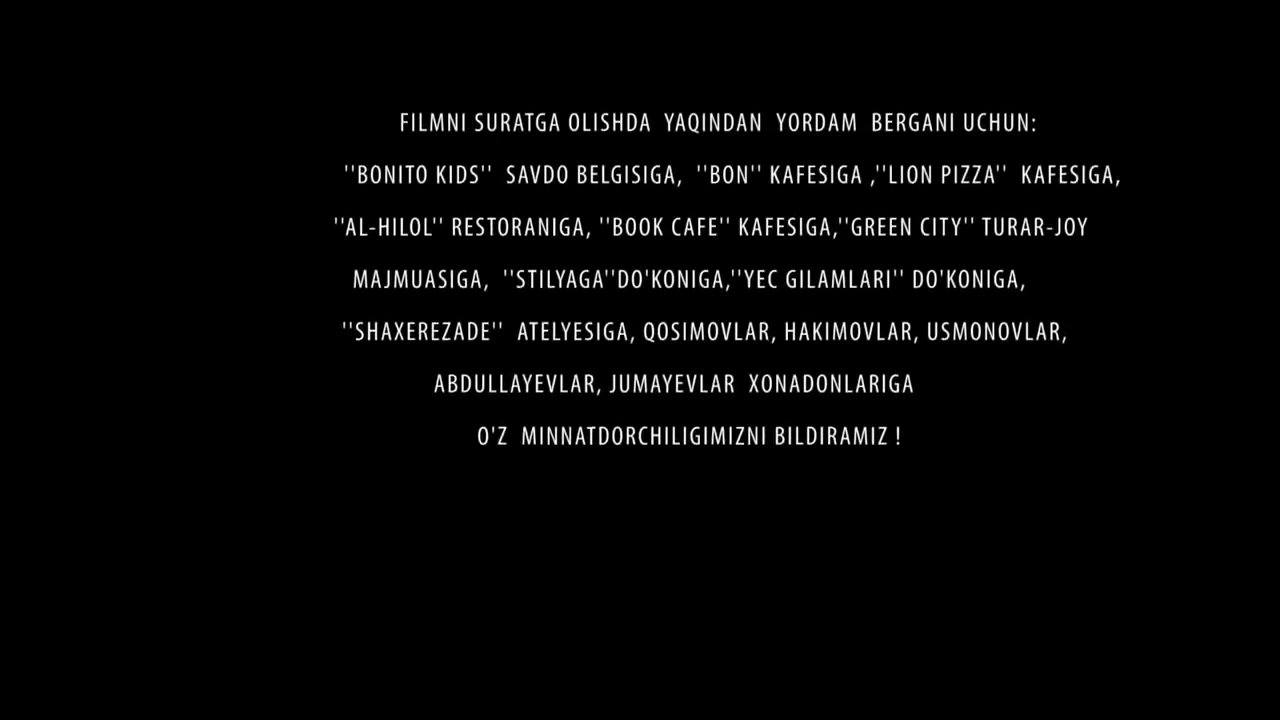 FILMNI SURATGA OLISHDA YAQINDAN YORDAM BERGANI UCHUN:
''BONITO KIDS'' SAVDO BELGISIGA, ''BON'' KAFESIGA ,''LION PIZZA'' KAFESIGA,
''AL-HILOL'' RESTORANIGA, ''BOOK CAFE'' KAFESIGA,''GREEN CITY'' TURAR-JOY
MAJMUASIGA, ''STILYAGA''DO'KONIGA,''YEC GILAMLARI'' DO'KONIGA,
''SHAXEREZADE'' ATELYESIGA, QOSIMOVLAR, HAKIMOVLAR, USMONOVLAR,
ABDULLAYEVLAR, JUMAYEVLAR XONADONLARIGA
O'Z MINNATDORCHILIGIMIZNI BILDIRAMIZ !